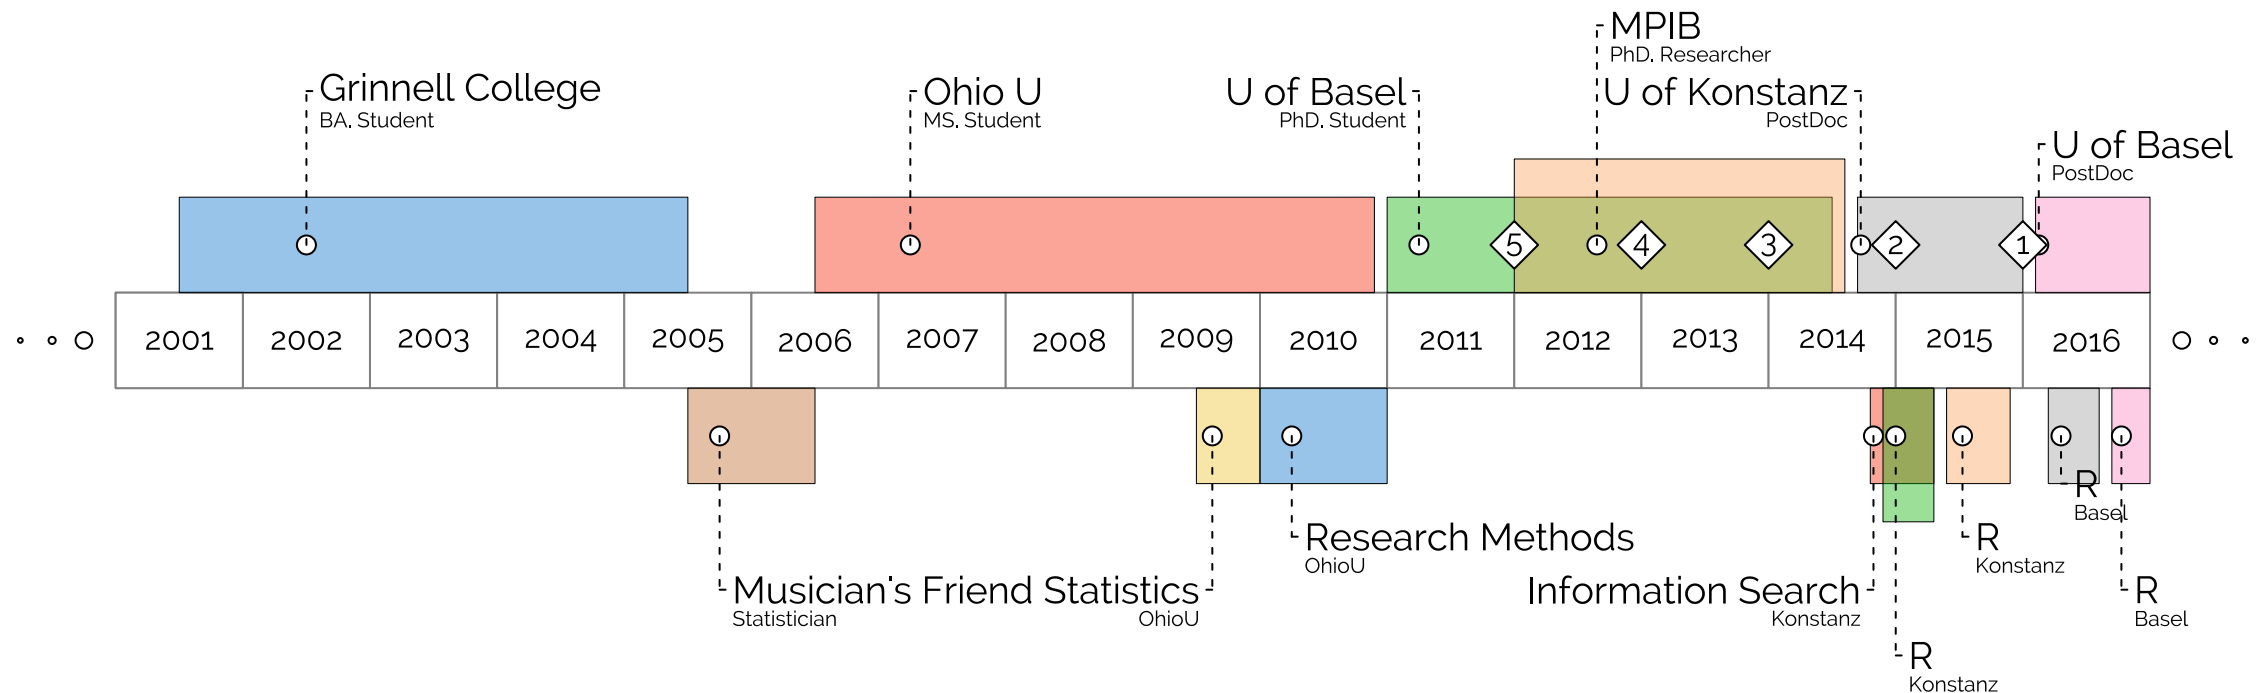 MPIB
PhD. Researcher
Grinnell College
BA. Student
Ohio U
MS. Student
U of Basel
PhD. Student
U of Konstanz
PostDoc
U of Basel
PostDoc
5 4 3 2 1
2001 2002 2003 2004 2005 2006 2007 2008 2009 2010 2011 2012 2013 2014 2015 2016
R
Basel
Research Methods
OhioU
R
Konstanz
Musician's Friend
Statistician
Statistics
OhioU
Information Search
Konstanz
R
Basel
R
Konstanz